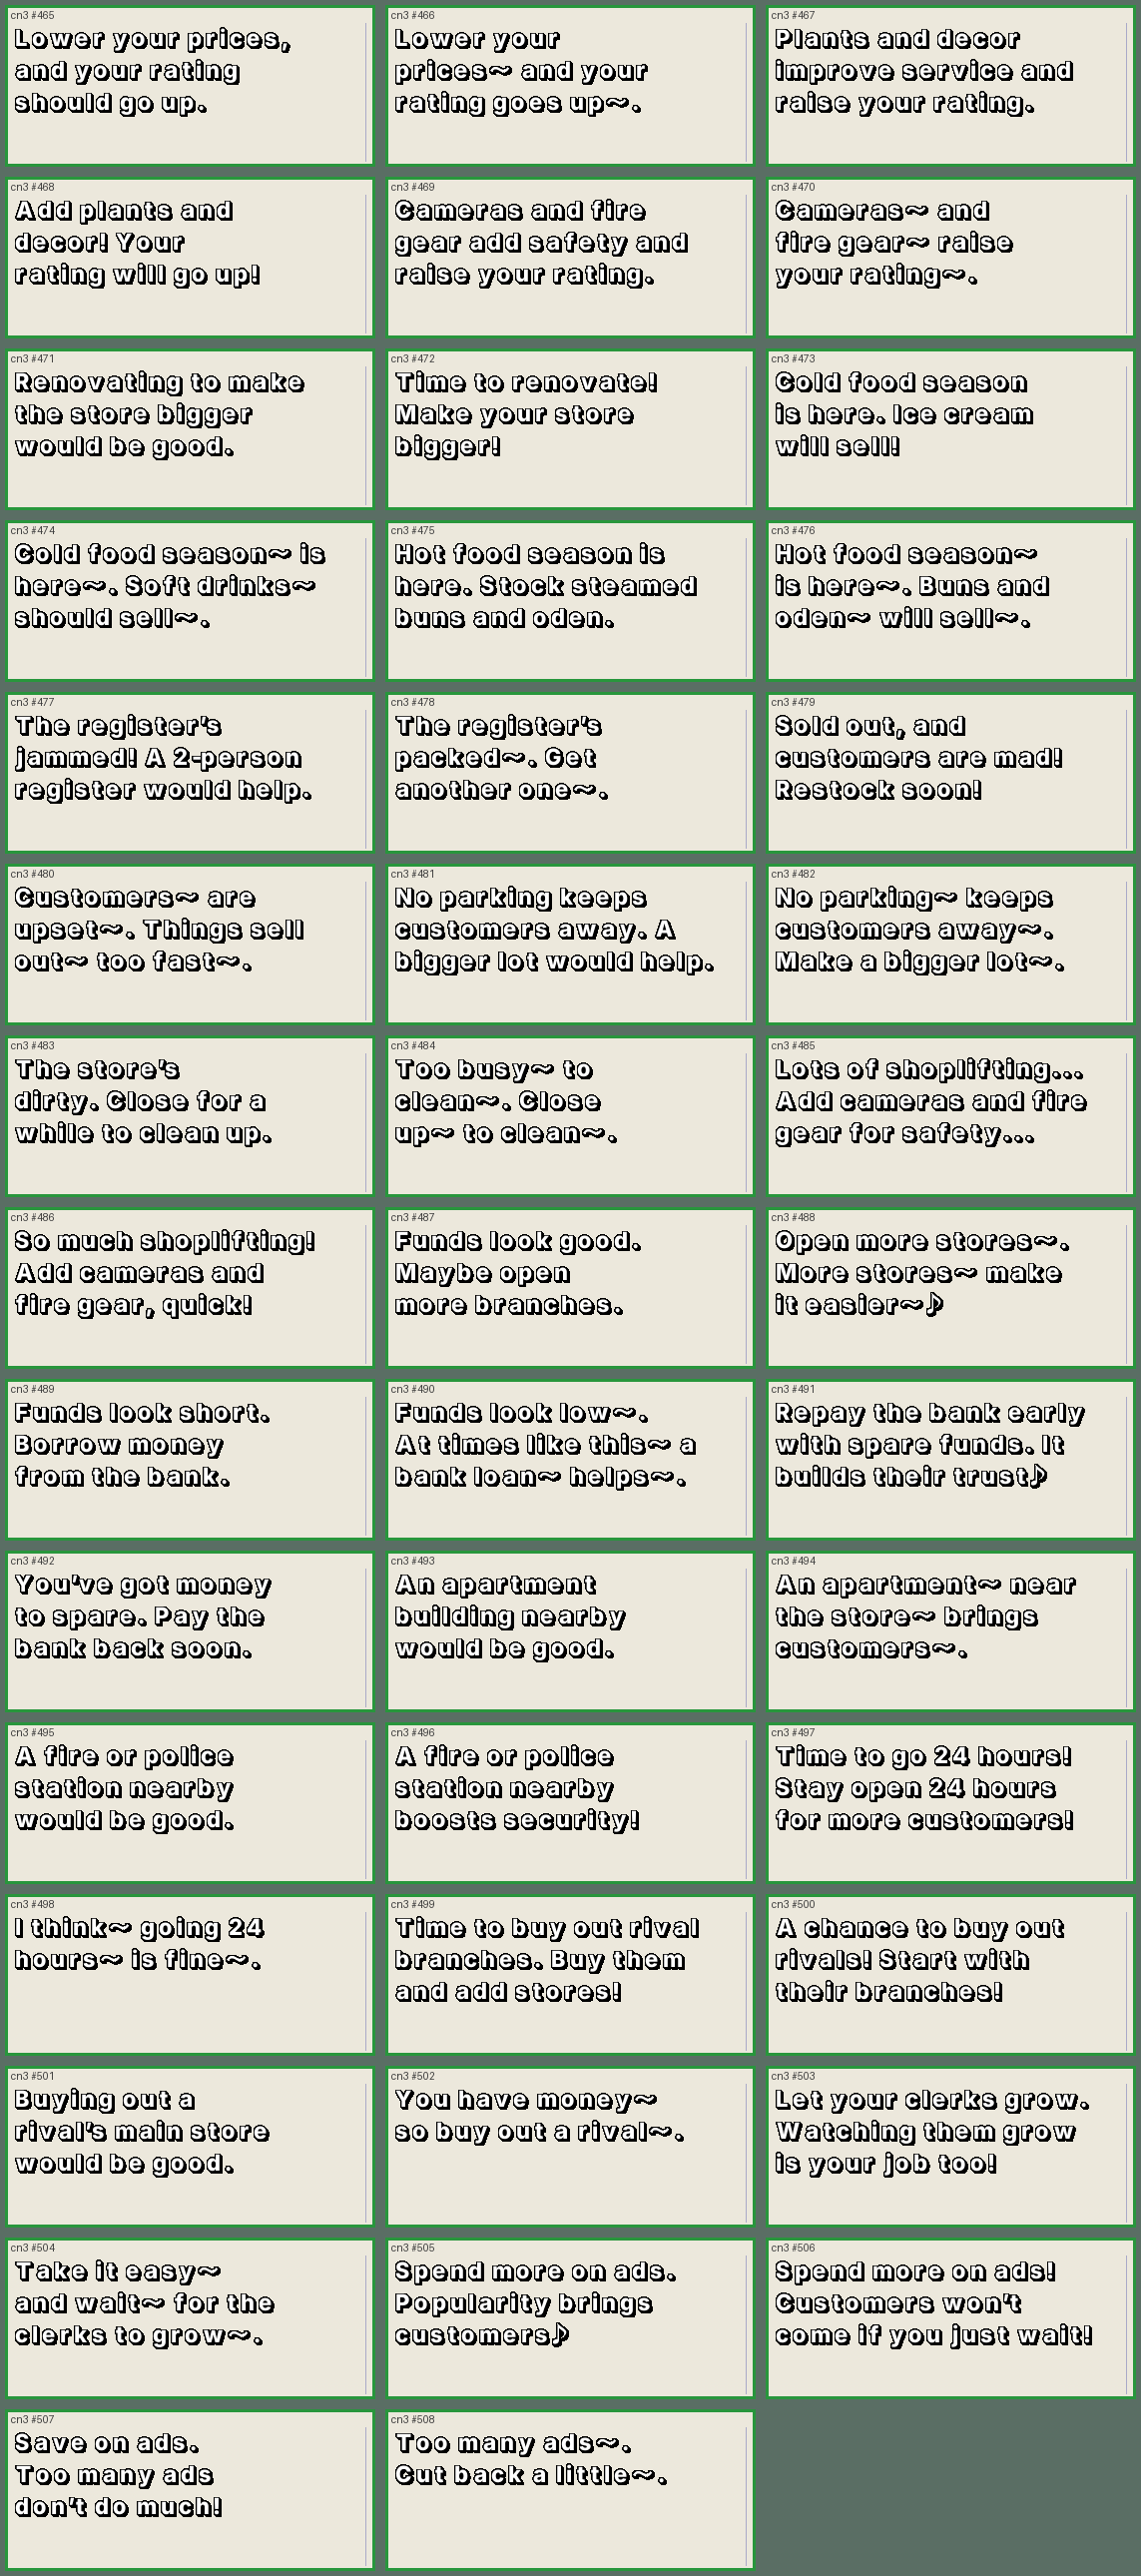 cn3 #465
Lower your prices,
and your rating
should go up.
cn3 #466
Lower your
prices~ and your
rating goes up~.
cn3 #467
Plants and decor
improve service and
raise your rating.
cn3 #468
Add plants and
decor! Your
rating will go up!
cn3 #469
Cameras and fire
gear add safety and
raise your rating.
cn3 #470
Cameras~ and
fire gear~ raise
your rating~.
cn3 #471
Renovating to make
the store bigger
would be good.
cn3 #472
Time to renovate!
Make your store
bigger!
cn3 #473
Cold food season
is here. Ice cream
will sell!
cn3 #474
Cold food season~ is
here~. Soft drinks~
should sell~.
cn3 #475
Hot food season is
here. Stock steamed
buns and oden.
cn3 #476
Hot food season~
is here~. Buns and
oden~ will sell~.
cn3 #477
The register's
jammed! A 2-person
register would help.
cn3 #478
The register's
packed~. Get
another one~.
cn3 #479
Sold out, and
customers are mad!
Restock soon!
cn3 #480
Customers~ are
upset~. Things sell
out~ too fast~.
cn3 #481
No parking keeps
customers away. A
bigger lot would help.
cn3 #482
No parking~ keeps
customers away~.
Make a bigger lot~.
cn3 #483
The store's
dirty. Close for a
while to clean up.
cn3 #484
Too busy~ to
clean~. Close
up~ to clean~.
cn3 #485
Lots of shoplifting...
Add cameras and fire
gear for safety...
cn3 #486
So much shoplifting!
Add cameras and
fire gear, quick!
cn3 #487
Funds look good.
Maybe open
more branches.
cn3 #488
Open more stores~.
More stores~ make
it easier~♪
cn3 #489
Funds look short.
Borrow money
from the bank.
cn3 #490
Funds look low~.
At times like this~ a
bank loan~ helps~.
cn3 #491
Repay the bank early
with spare funds. It
builds their trust♪
cn3 #492
You've got money
to spare. Pay the
bank back soon.
cn3 #493
An apartment
building nearby
would be good.
cn3 #494
An apartment~ near
the store~ brings
customers~.
cn3 #495
A fire or police
station nearby
would be good.
cn3 #496
A fire or police
station nearby
boosts security!
cn3 #497
Time to go 24 hours!
Stay open 24 hours
for more customers!
cn3 #498
I think~ going 24
hours~ is fine~.
cn3 #499
Time to buy out rival
branches. Buy them
and add stores!
cn3 #500
A chance to buy out
rivals! Start with
their branches!
cn3 #501
Buying out a
rival's main store
would be good.
cn3 #502
You have money~
so buy out a rival~.
cn3 #503
Let your clerks grow.
Watching them grow
is your job too!
cn3 #504
Take it easy~
and wait~ for the
clerks to grow~.
cn3 #505
Spend more on ads.
Popularity brings
customers♪
cn3 #506
Spend more on ads!
Customers won't
come if you just wait!
cn3 #507
Save on ads.
Too many ads
don't do much!
cn3 #508
Too many ads~.
Cut back a little~.